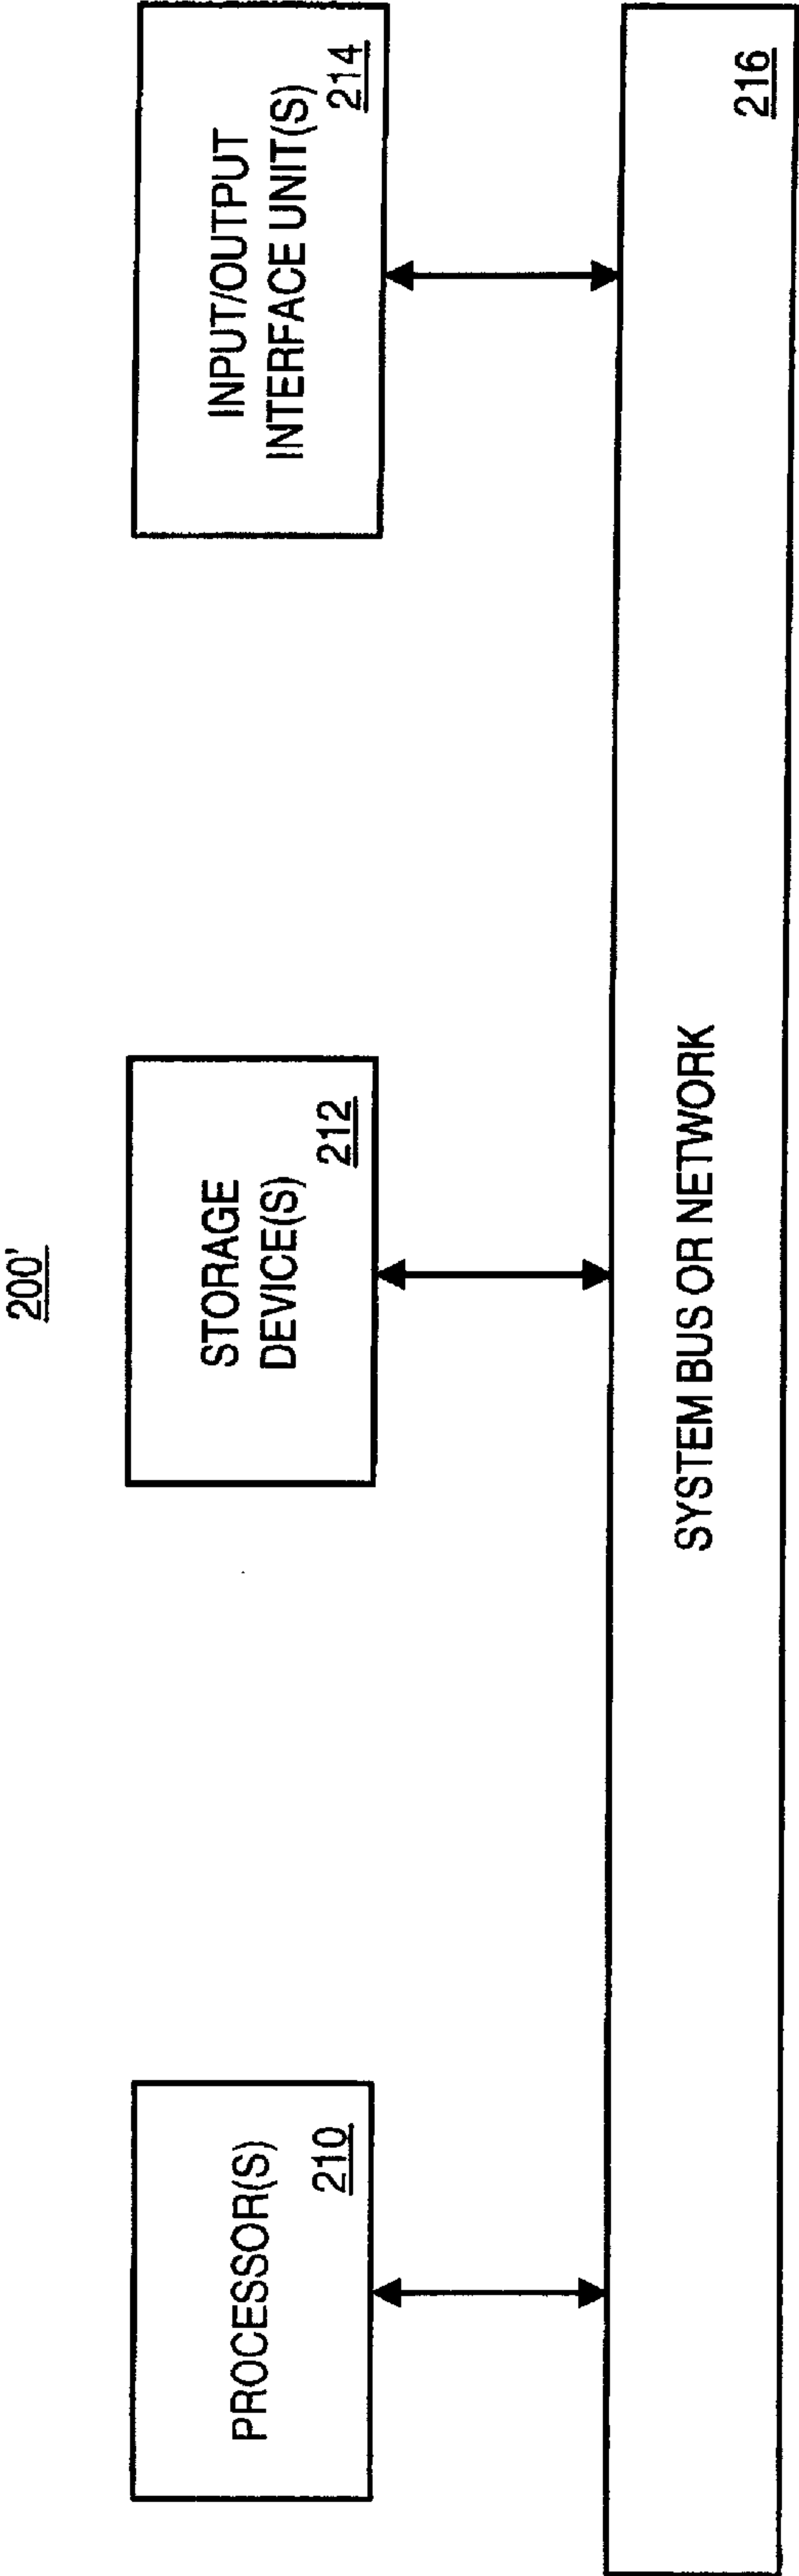 200'
PROCESSOR(S)
210
STORAGE
DEVICE(S)
212
INPUT/OUTPUT
INTERFACE UNIT(S)
214
SYSTEM BUS OR NETWORK
216